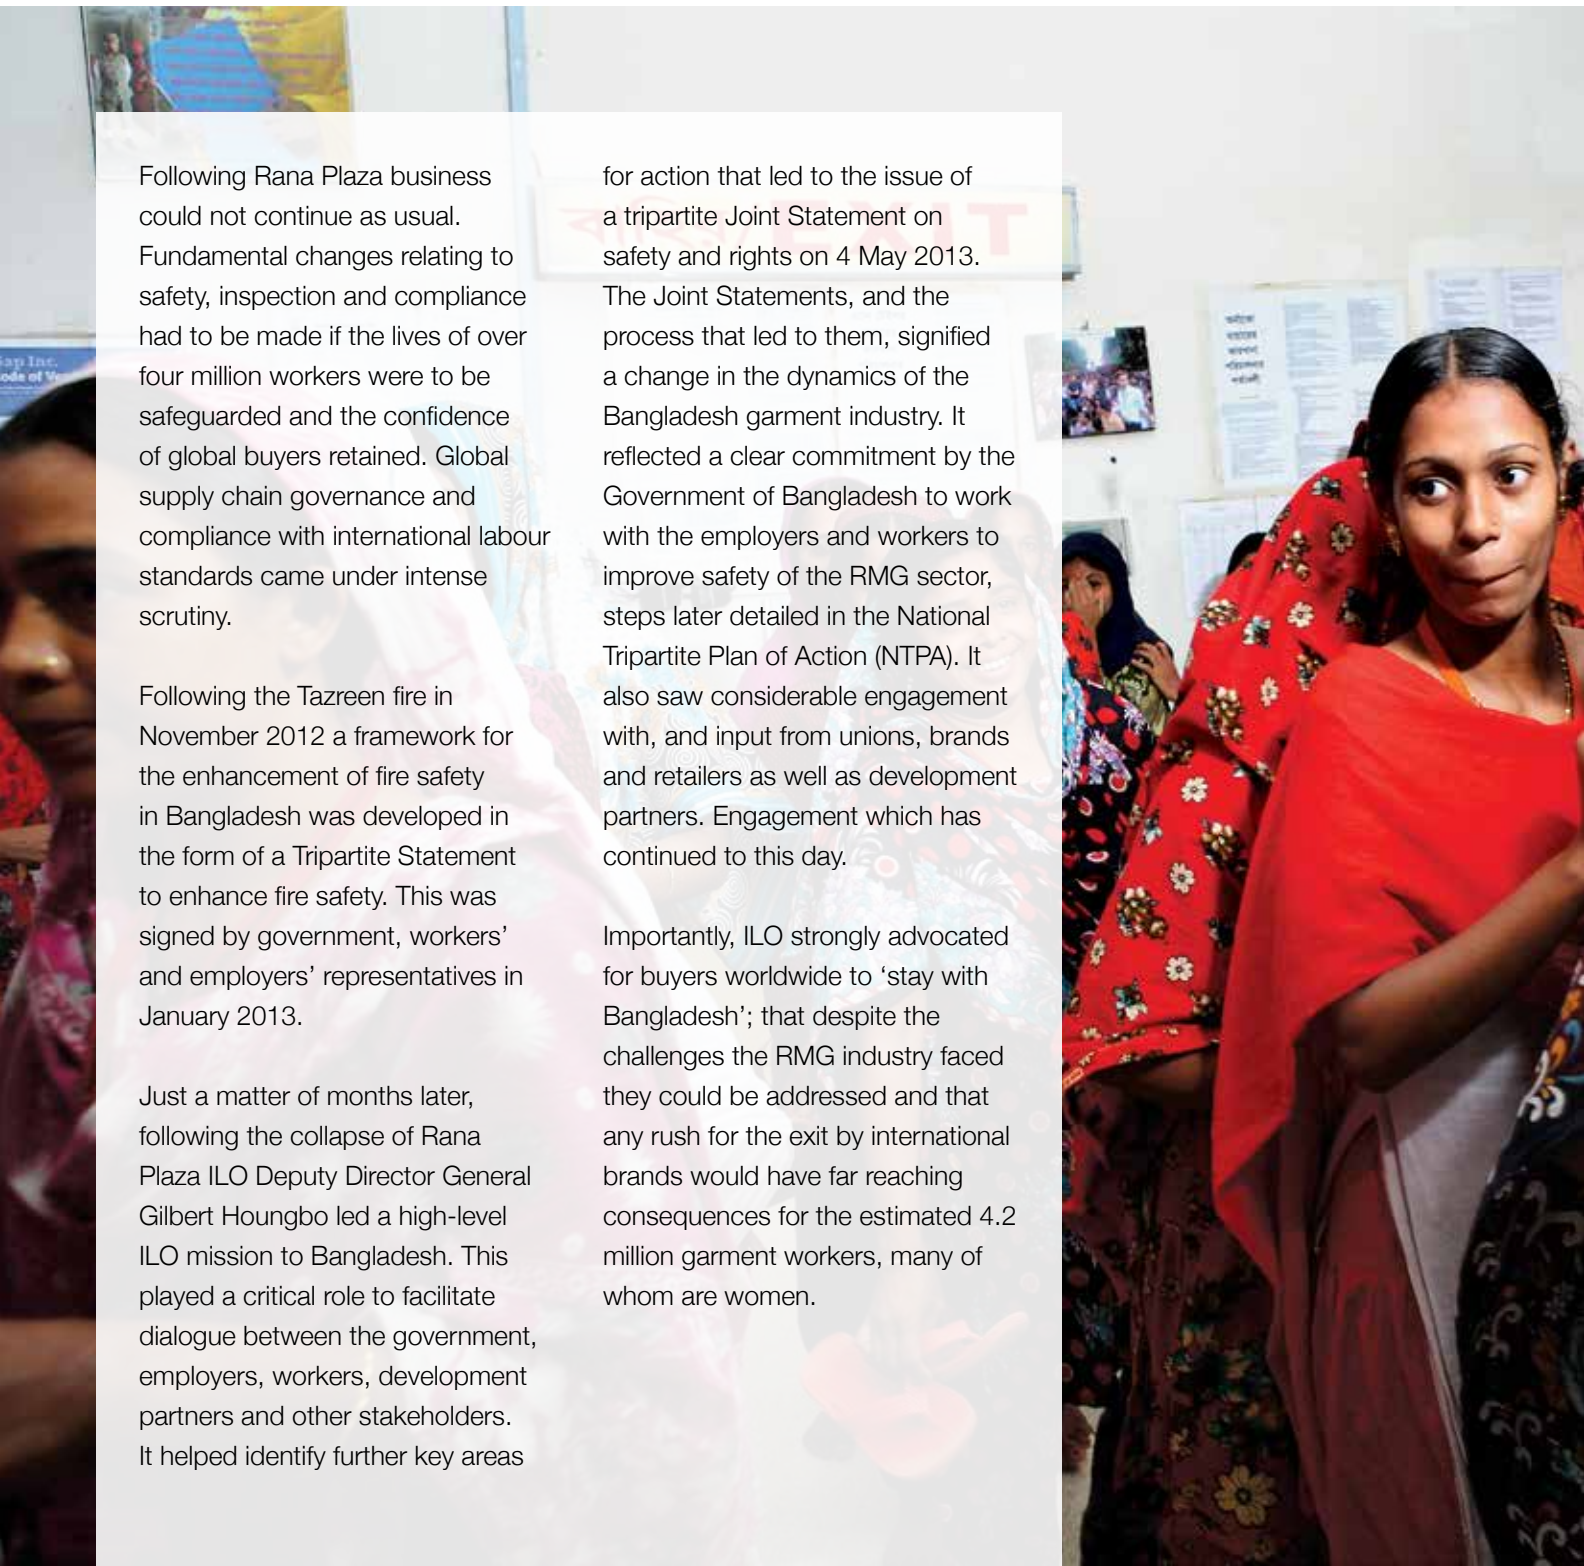 Following Rana Plaza business
could not continue as usual.
Fundamental changes relating to
safety, inspection and compliance
had to be made if the lives of over
four million workers were to be
safeguarded and the confidence
of global buyers retained. Global
supply chain governance and
compliance with international labour
standards came under intense
scrutiny.
Following the Tazreen fire in
November 2012 a framework for
the enhancement of fire safety
in Bangladesh was developed in
the form of a Tripartite Statement
to enhance fire safety. This was
signed by government, workers’
and employers’ representatives in
January 2013.
Just a matter of months later,
following the collapse of Rana
Plaza ILO Deputy Director General
Gilbert Houngbo led a high-level
ILO mission to Bangladesh. This
played a critical role to facilitate
dialogue between the government,
employers, workers, development
partners and other stakeholders.
It helped identify further key areas
for action that led to the issue of
a tripartite Joint Statement on
safety and rights on 4 May 2013.
The Joint Statements, and the
process that led to them, signified
a change in the dynamics of the
Bangladesh garment industry. It
reflected a clear commitment by the
Government of Bangladesh to work
with the employers and workers to
improve safety of the RMG sector,
steps later detailed in the National
Tripartite Plan of Action (NTPA). It
also saw considerable engagement
with, and input from unions, brands
and retailers as well as development
partners. Engagement which has
continued to this day.
Importantly, ILO strongly advocated
for buyers worldwide to ‘stay with
Bangladesh’; that despite the
challenges the RMG industry faced
they could be addressed and that
any rush for the exit by international
brands would have far reaching
consequences for the estimated 4.2
million garment workers, many of
whom are women.
বাহির/EXIT
Gap Inc.